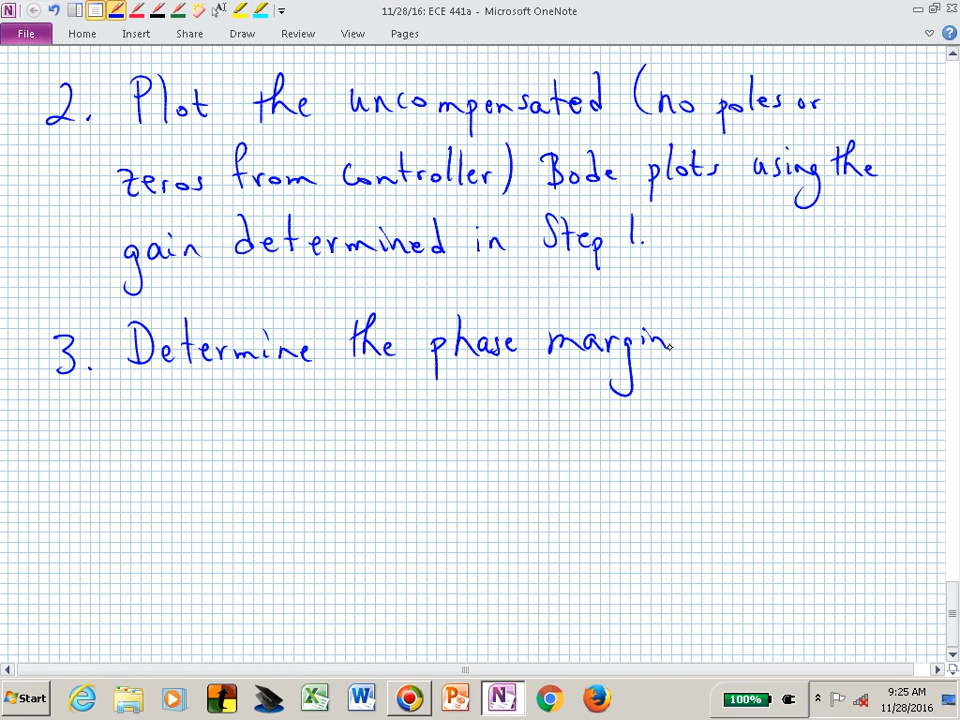 11/28/16: ECE 441a - Microsoft OneNote
File Home Insert Share Draw Review View Pages
2. Plot the uncompensated (no poles or
zeros from controller) Bode plots using the
gain determined in Step 1.
3. Determine the phase margin
Start
100%
9:25 AM
11/28/2016